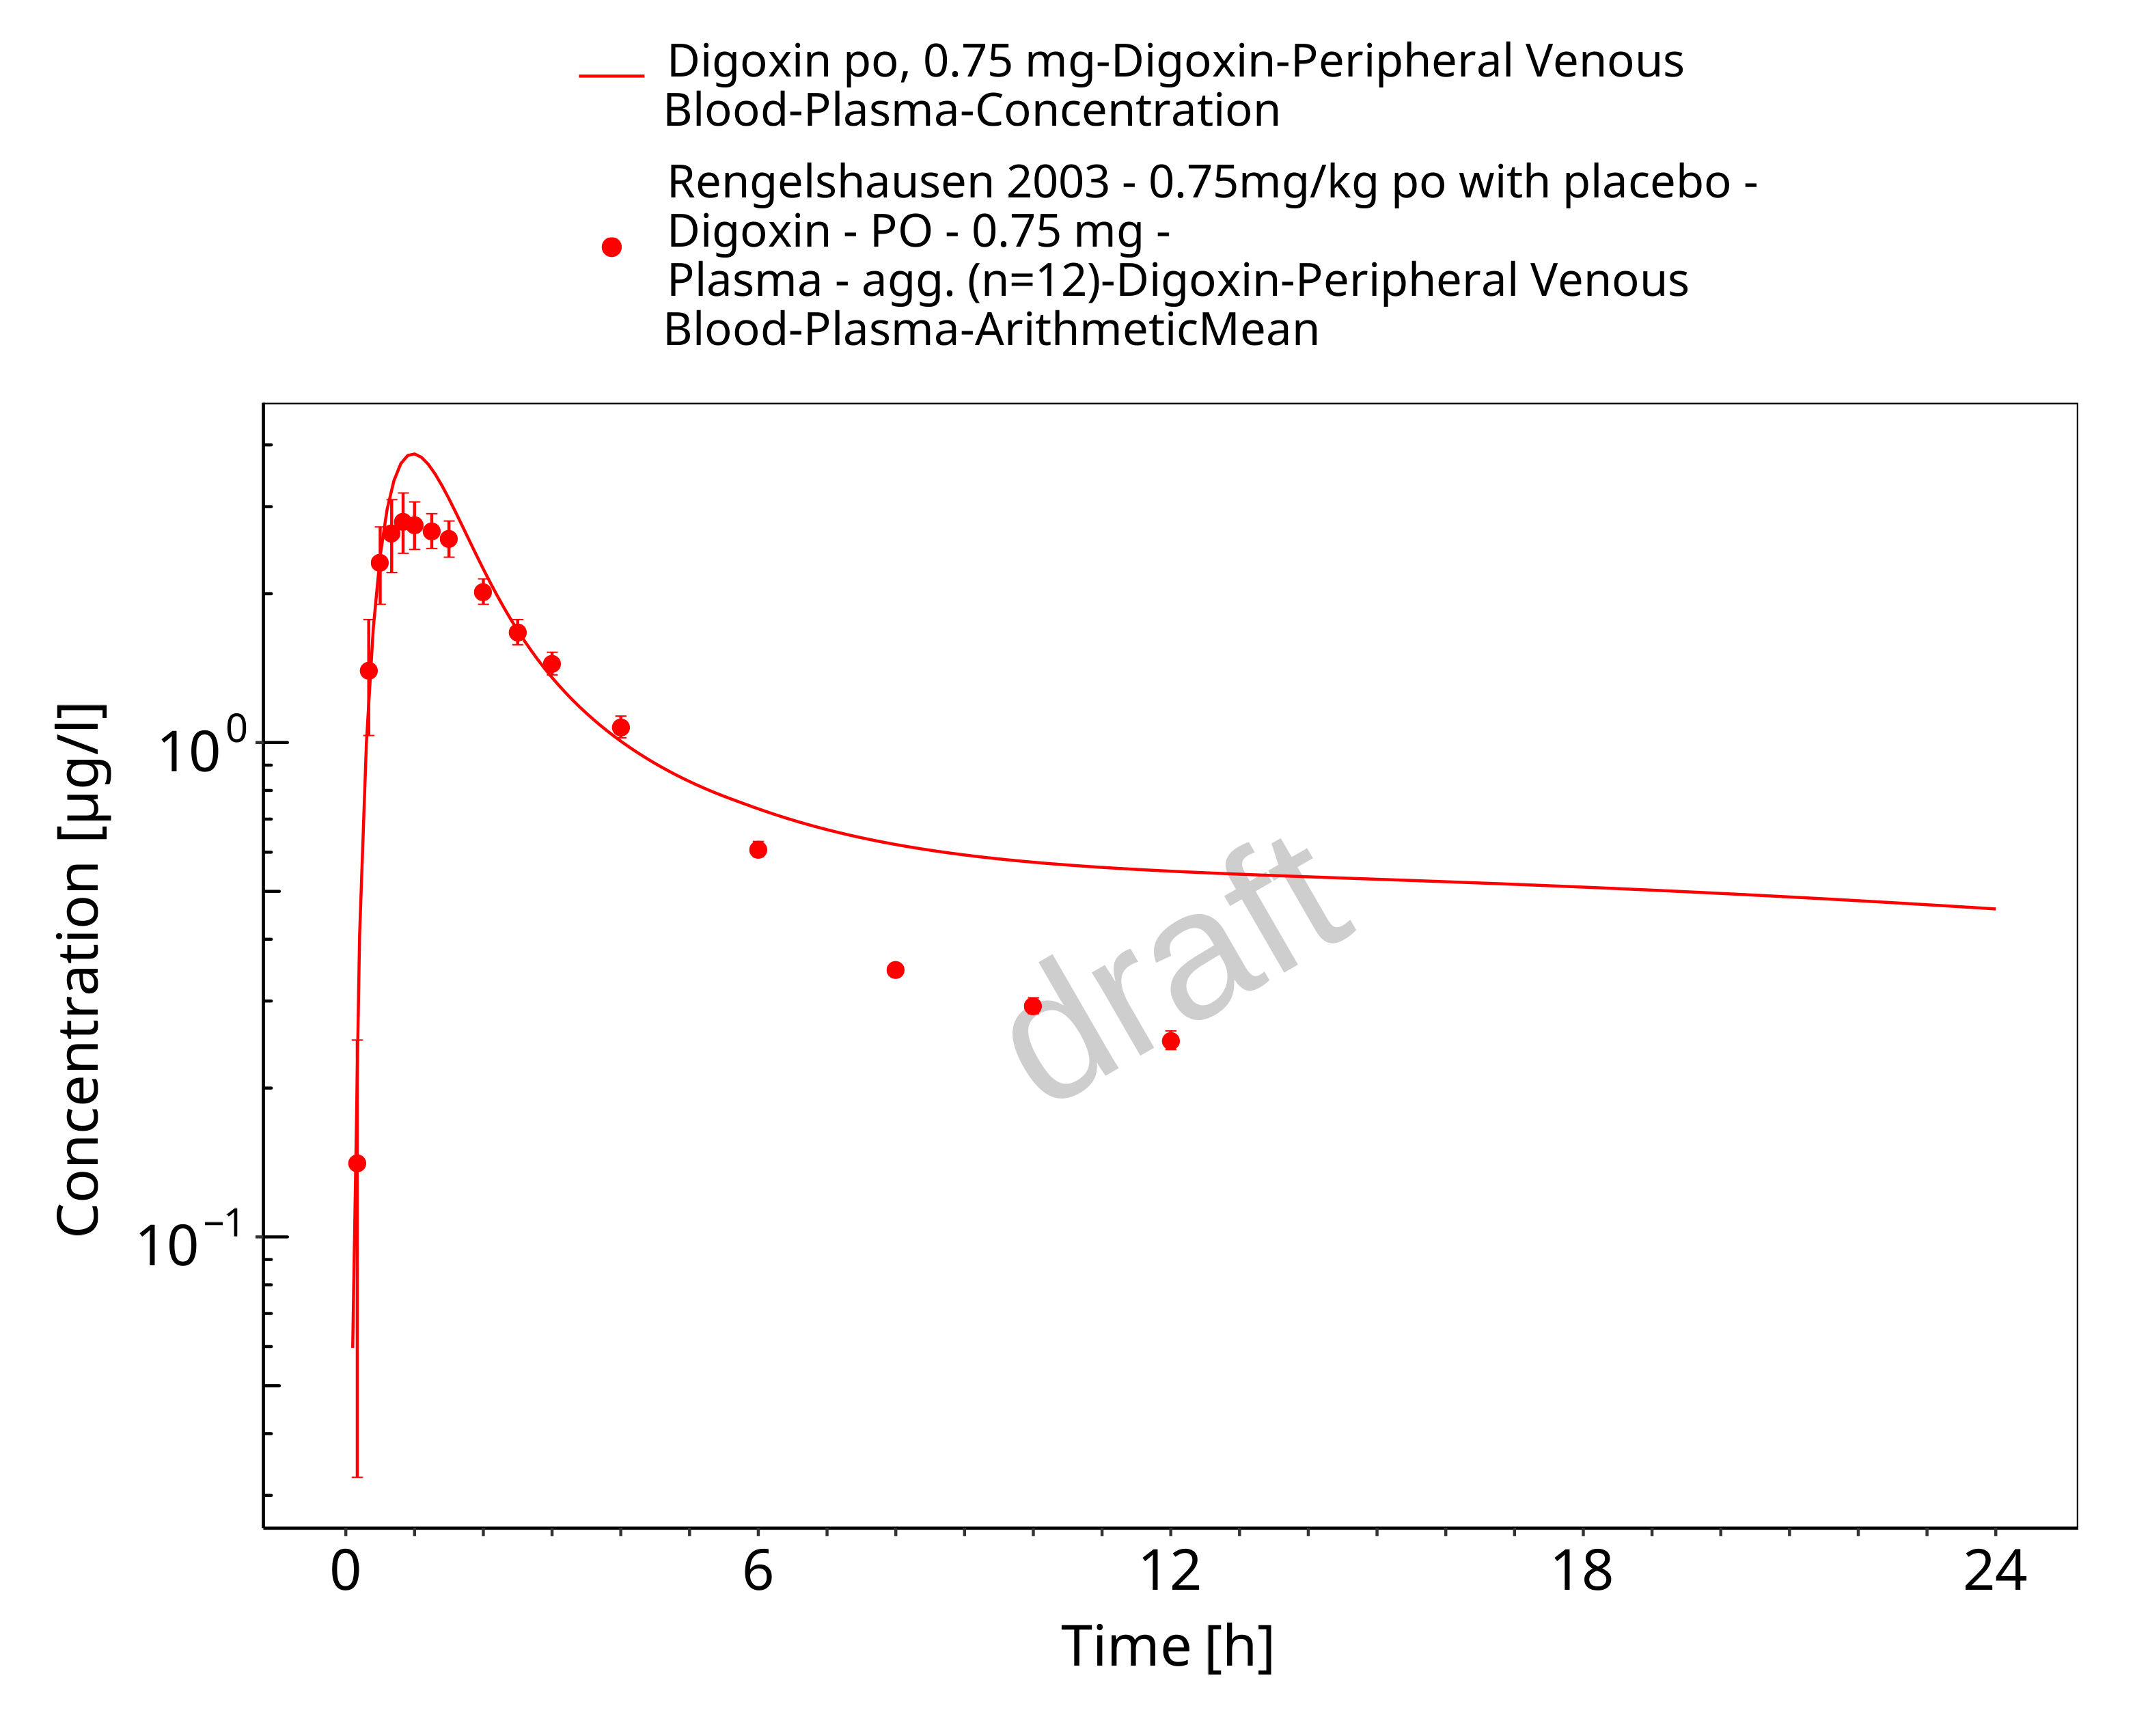 Digoxin po, 0.75 mg-Digoxin-Peripheral Venous
Blood-Plasma-Concentration
Rengelshausen 2003 - 0.75mg/kg po with placebo -
Digoxin - PO - 0.75 mg -
Plasma - agg. (n=12)-Digoxin-Peripheral Venous
Blood-Plasma-ArithmeticMean
Concentration [µg/l]
10⁰
10⁻¹
draft
0 6 12 18 24
Time [h]